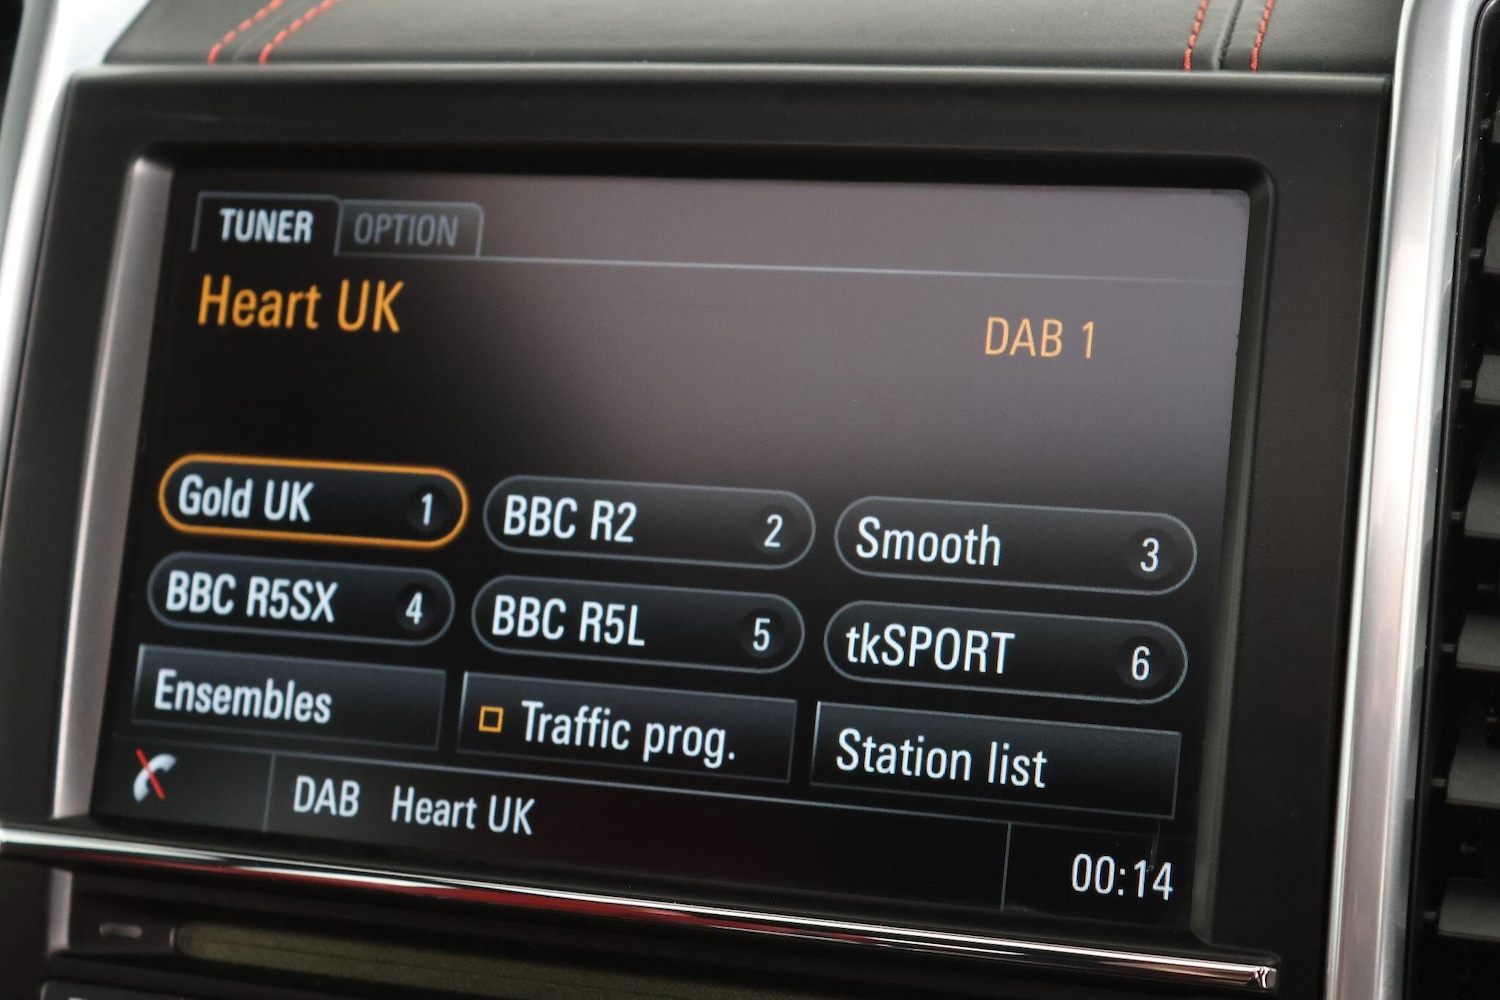 TUNER OPTION
Heart UK
DAB 1
Gold UK 1 BBC R2 2 Smooth 3
BBC R5SX 4 BBC R5L 5 tkSPORT 6
Ensembles Traffic prog. Station list
DAB Heart UK 00:14